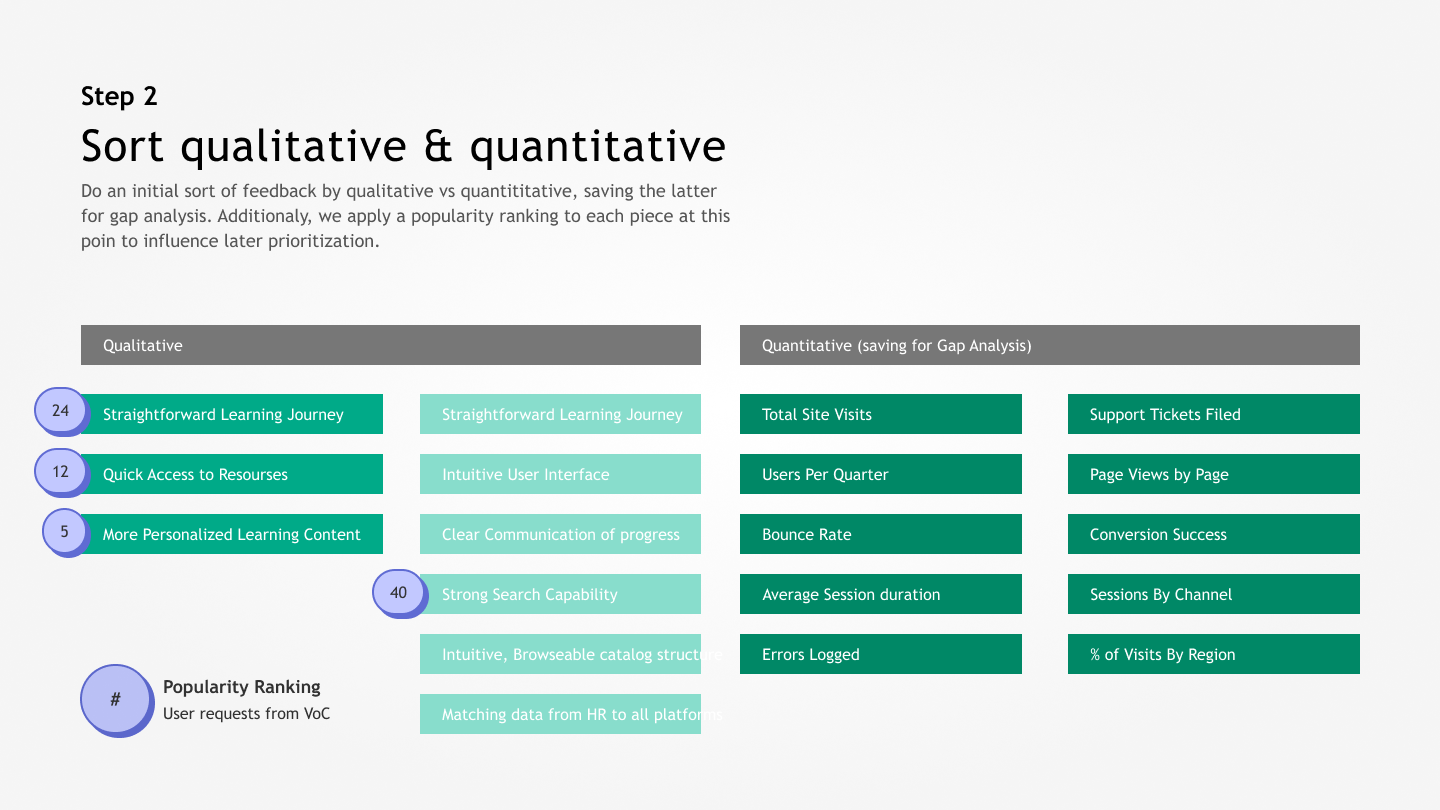 Step 2
Sort qualitative & quantitative
Do an initial sort of feedback by qualitative vs quantititative, saving the latter
for gap analysis. Additionaly, we apply a popularity ranking to each piece at this
poin to influence later prioritization.
Qualitative
24
Straightforward Learning Journey
12
Quick Access to Resourses
5
More Personalized Learning Content
Straightforward Learning Journey
Intuitive User Interface
Clear Communication of progress
40
Strong Search Capability
Intuitive, Browseable catalog structure
Matching data from HR to all platforms
#
Popularity Ranking
User requests from VoC
Quantitative (saving for Gap Analysis)
Total Site Visits
Users Per Quarter
Bounce Rate
Average Session duration
Errors Logged
Support Tickets Filed
Page Views by Page
Conversion Success
Sessions By Channel
% of Visits By Region